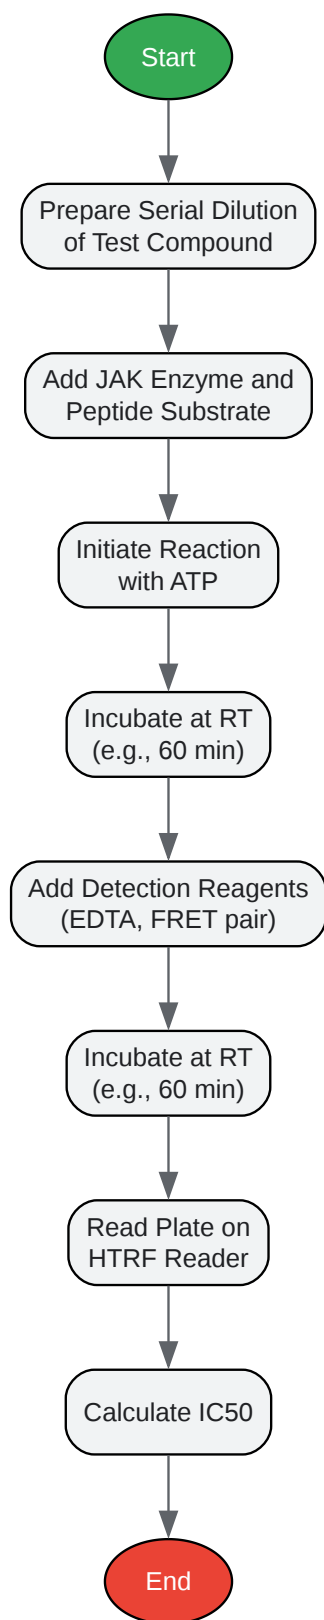 Start
Prepare Serial Dilution
of Test Compound
Add JAK Enzyme and
Peptide Substrate
Initiate Reaction
with ATP
Incubate at RT
(e.g., 60 min)
Add Detection Reagents
(EDTA, FRET pair)
Incubate at RT
(e.g., 60 min)
Read Plate on
HTRF Reader
Calculate IC50
End